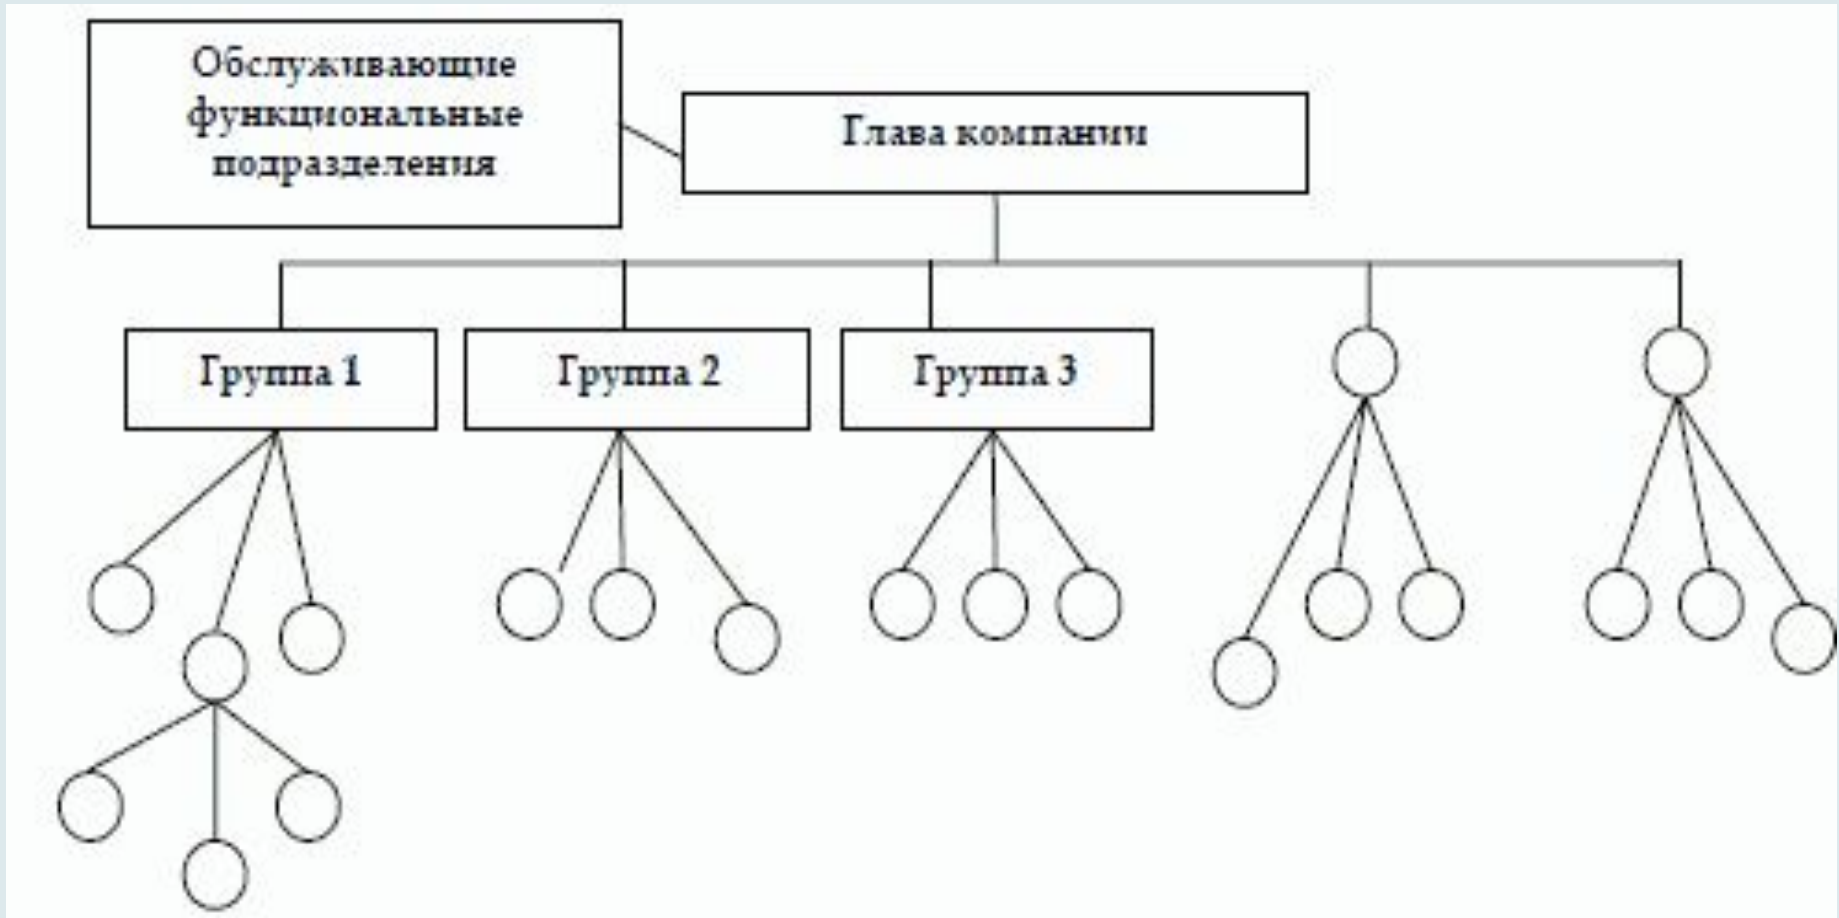 Обслуживающие
функциональные
подразделения
Глава компании
Группа 1
Группа 2
Группа 3